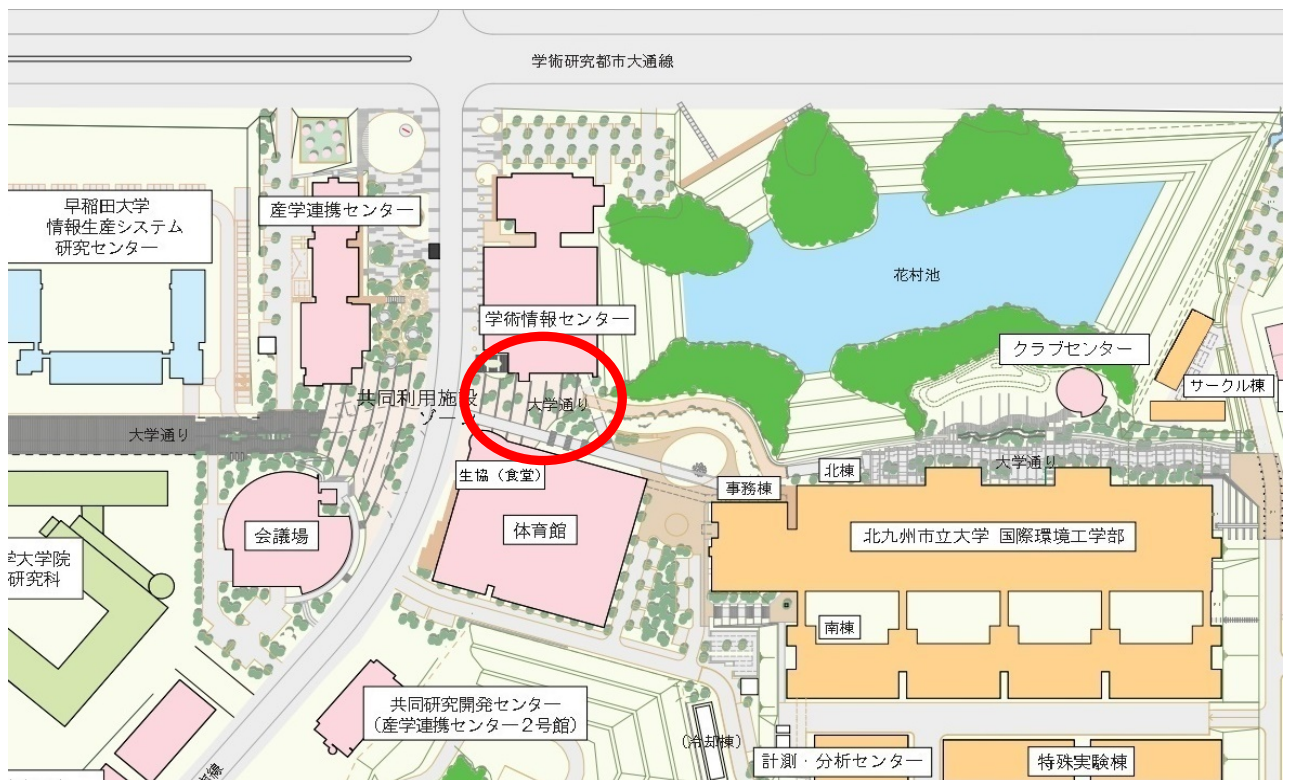 学術研究都市大通線
早稲田大学
情報生産システム
研究センター
産学連携センター
花村池
学術情報センター
クラブセンター
サークル棟
共同利用施設
ゾー
大学通り
大学通り
大学通り
生協（食堂）
北棟
事務棟
会議場
体育館
北九州市立大学 国際環境工学部
学大学院
研究科
南棟
共同研究開発センター
（産学連携センター２号館）
（冷却棟）
計測・分析センター
特殊実験棟
線